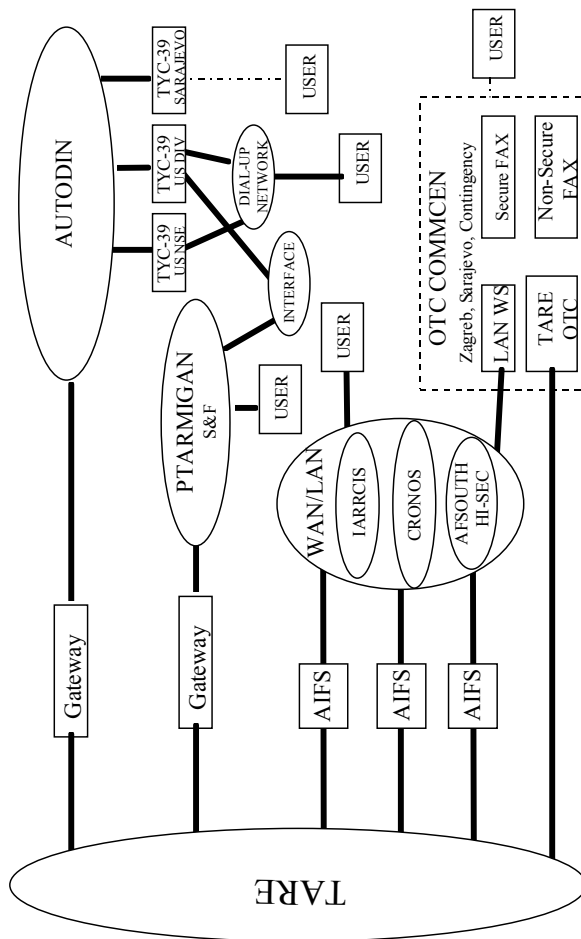 TARE
Gateway
AUTODIN
TYC-39
US NSE
TYC-39
US DIV
TYC-39
SARAJEVO
USER
DIAL-UP
NETWORK
USER
Gateway
PTARMIGAN
S&F
USER
INTERFACE
AIFS
AIFS
AIFS
WAN/LAN
IARRCIS
CRONOS
AFSOUTH
HI-SEC
USER
OTC COMMCEN
Zagreb, Sarajevo, Contingency
LAN WS
Secure FAX
TARE
OTC
Non-Secure
FAX
USER